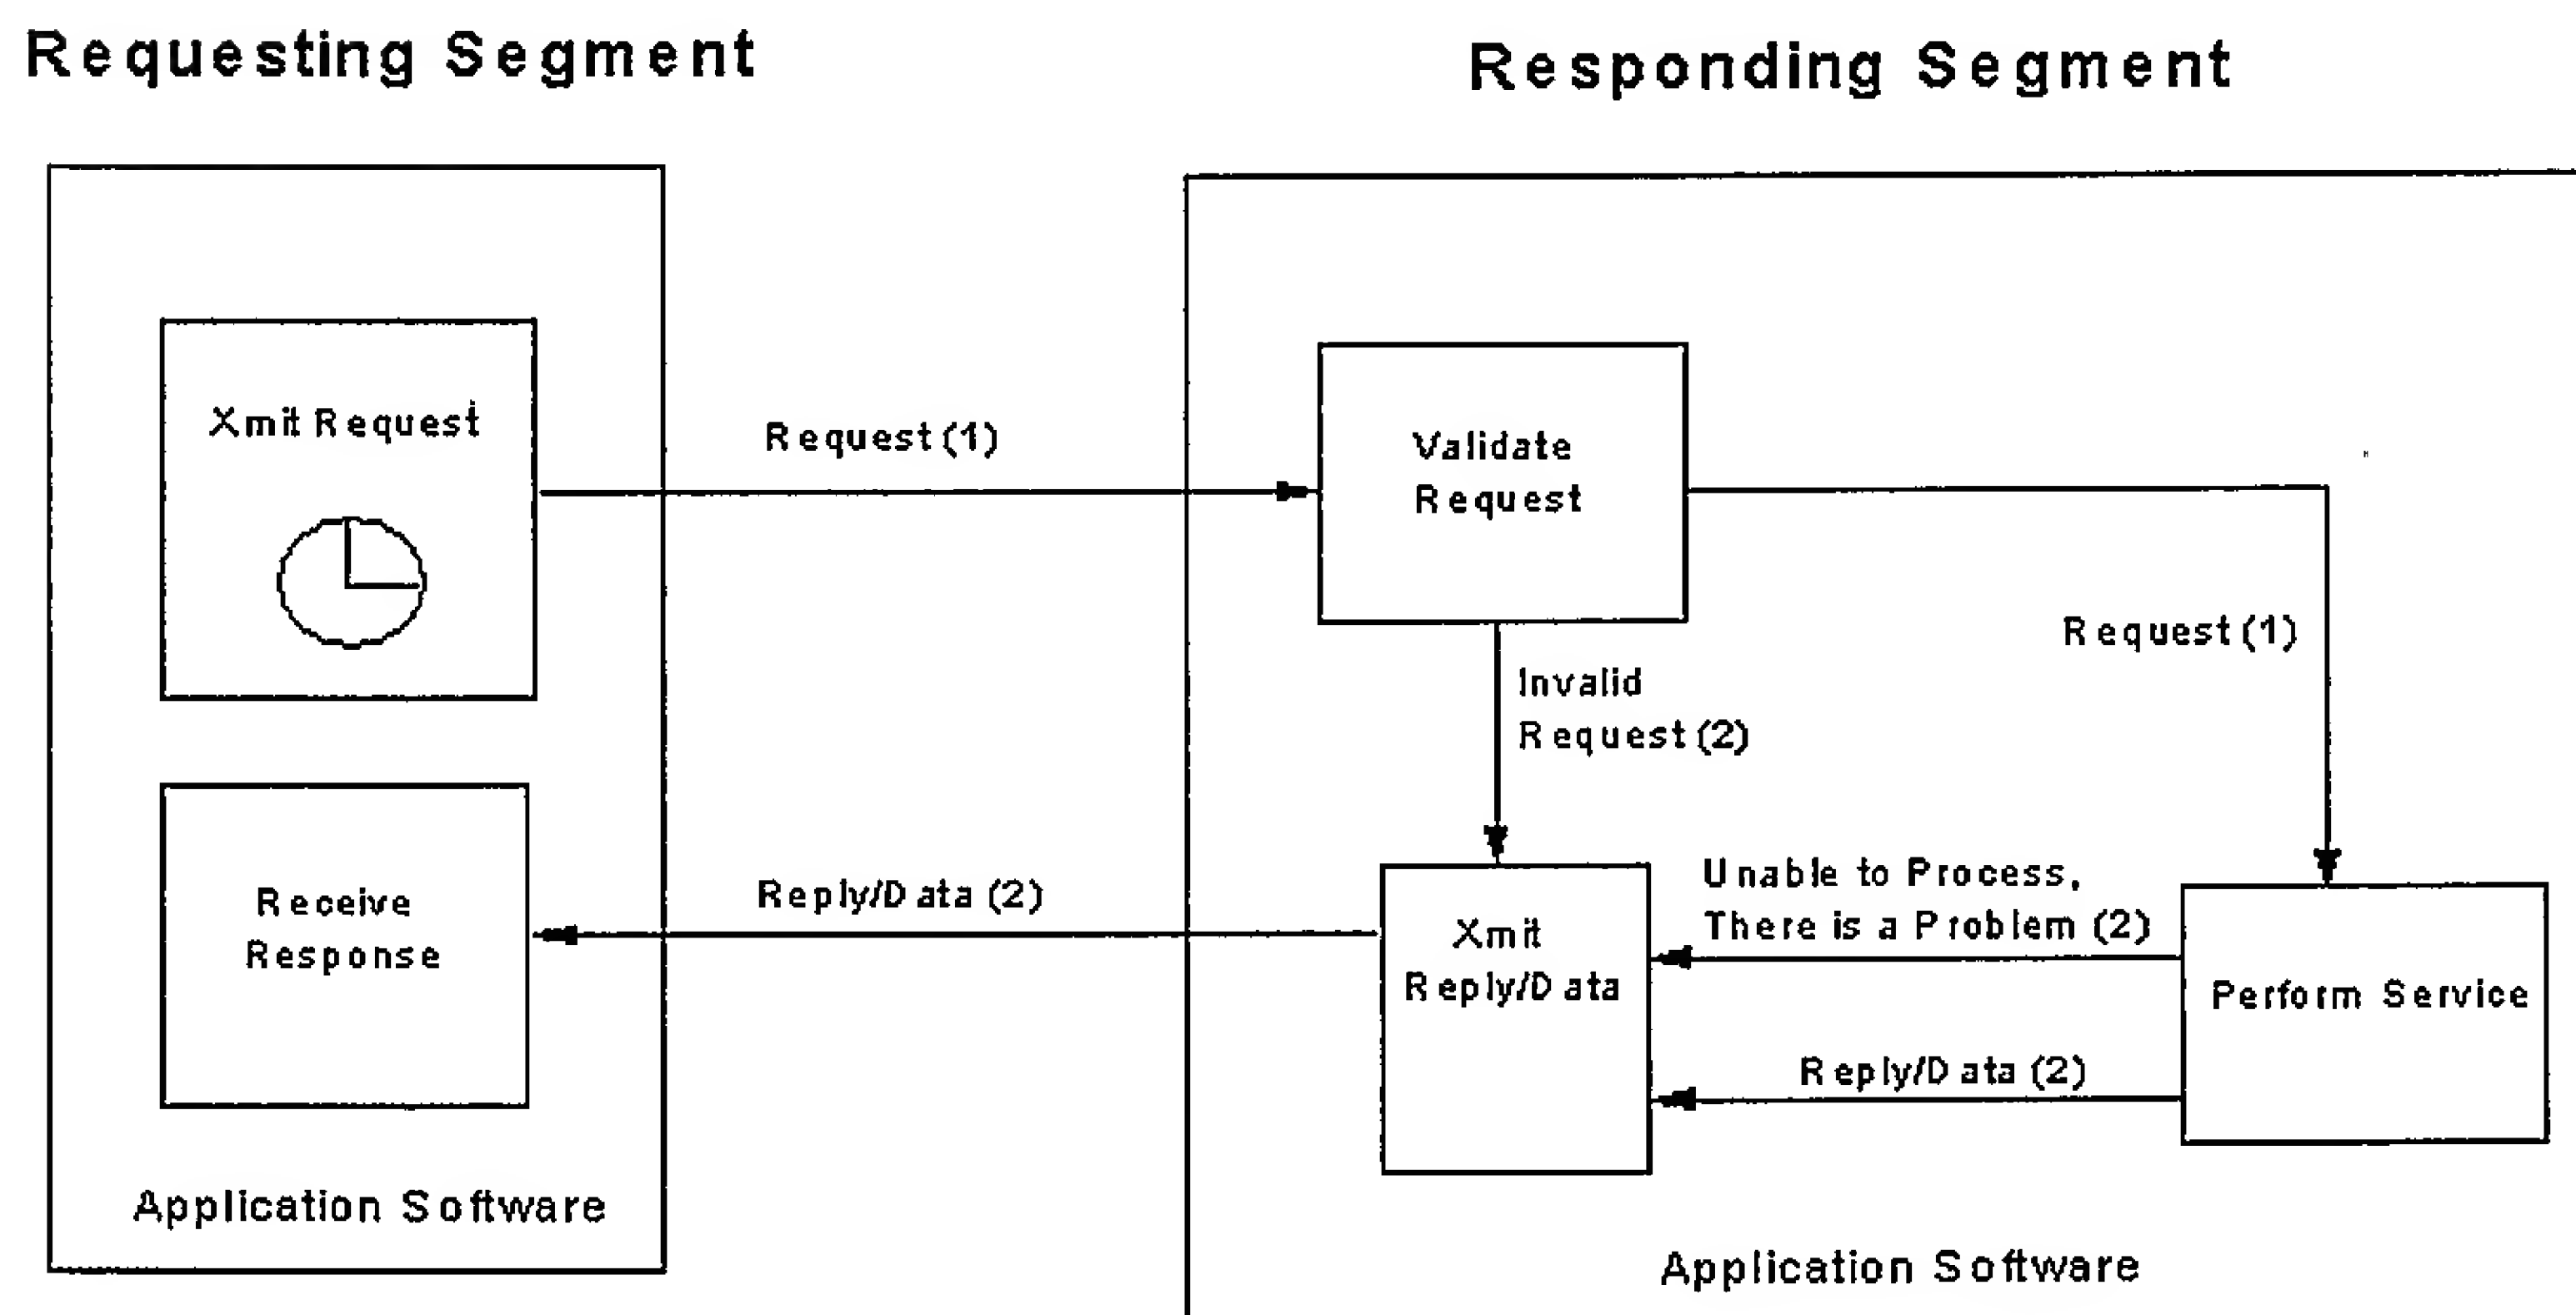 Requesting Segment
Responding Segment
Xmit Request
Request (1)
Validate
Request
Request (1)
Invalid
Request (2)
Receive
Response
Reply/Data (2)
Xmit
Reply/Data
Unable to Process,
There is a Problem (2)
Perform Service
Reply/Data (2)
Application Software
Application Software